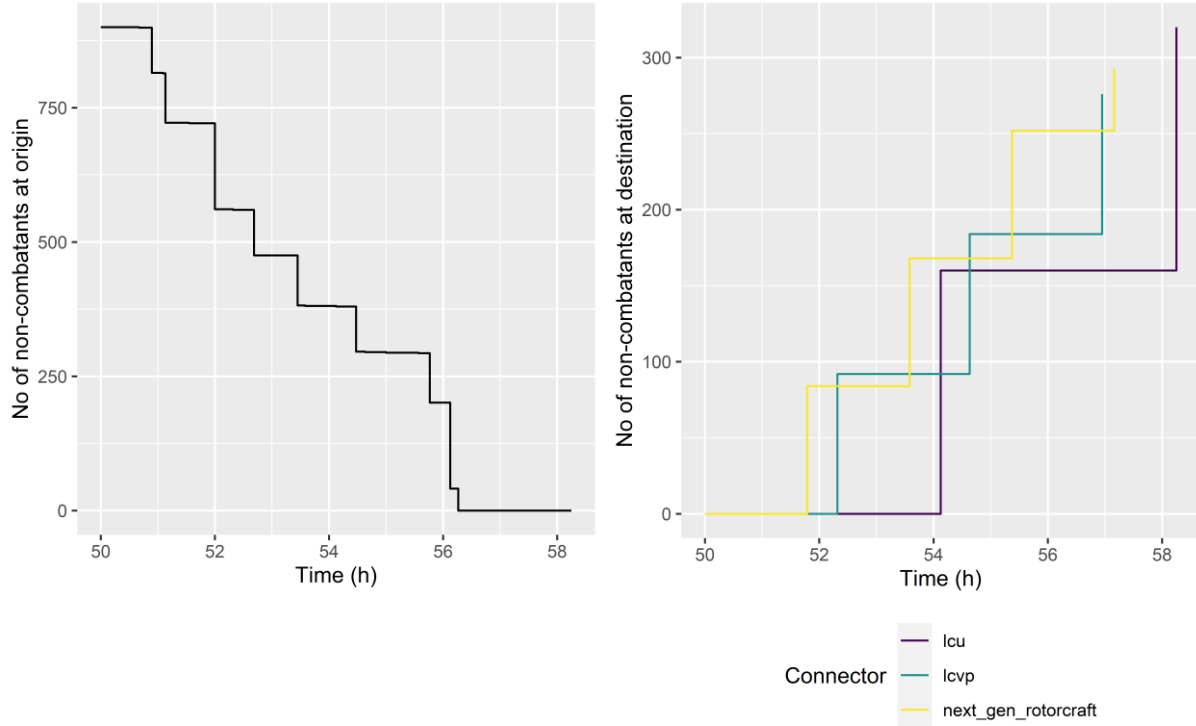 No of non-combatants at origin
750
500
250
0
50
52
54
56
58
Time (h)
No of non-combatants at destination
300
200
100
0
50
52
54
56
58
Time (h)
Connector
lcu
lcvp
next_gen_rotorcraft